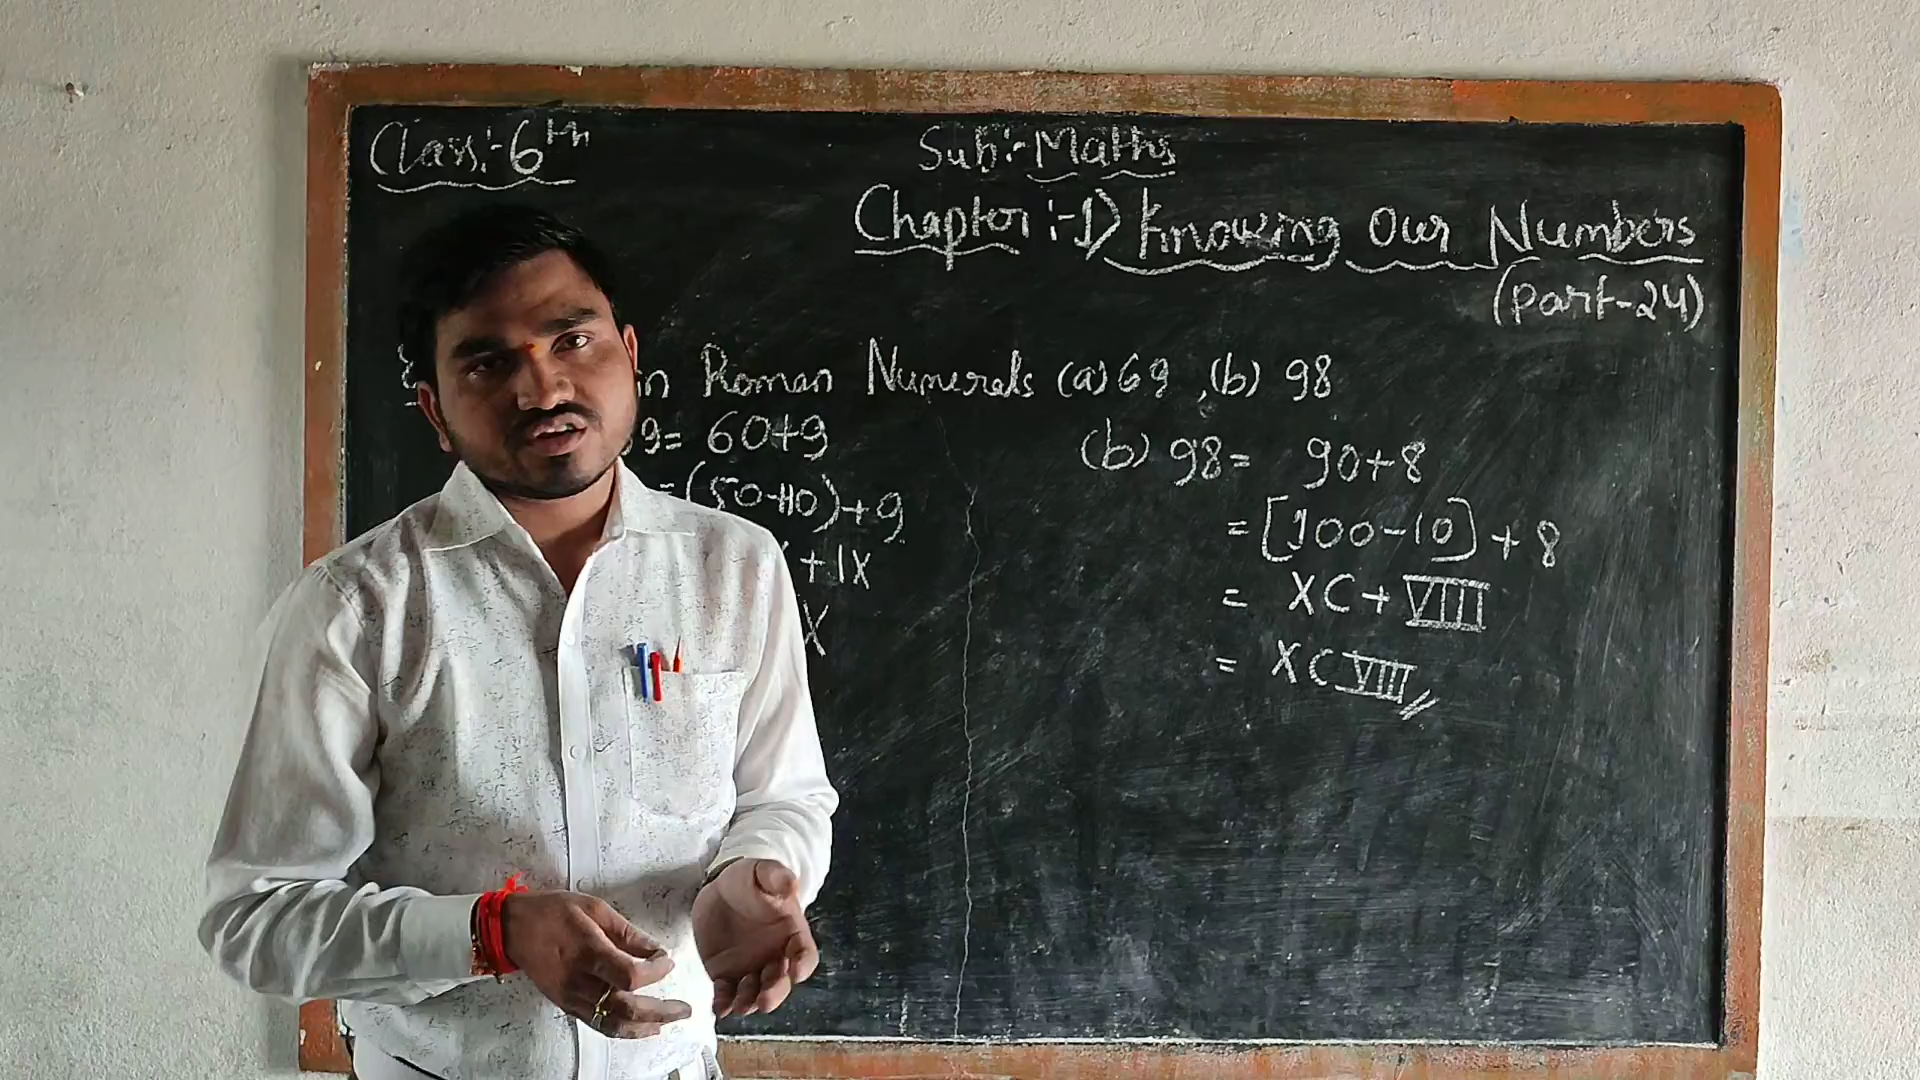 Class:- 6th
Sub:- Maths
Chapter:-1) Knowing Our Numbers
(part-24)
in Roman Numerals (a) 69, (b) 98
9= 60+9
=(50+10)+9
+IX
X
(b) 98= 90+8
=[100-10]+8
= XC+VIII
= XCVIII//